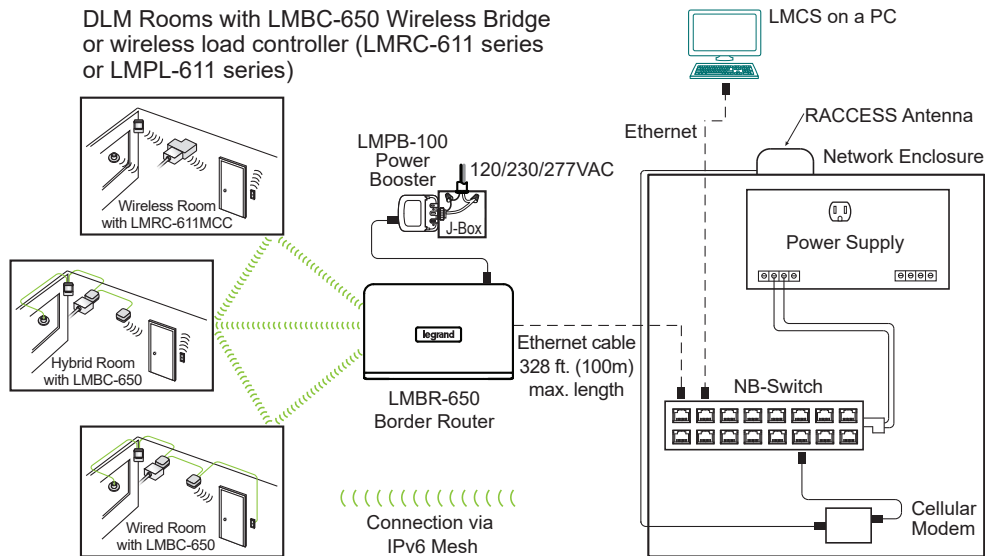 DLM Rooms with LMBC-650 Wireless Bridge
or wireless load controller (LMRC-611 series
or LMPL-611 series)
LMCS on a PC
Ethernet
RACCESS Antenna
Network Enclosure
LMPB-100
Power
Booster
120/230/277VAC
J-Box
Wireless Room
with LMRC-611MCC
Power Supply
Hybrid Room
with LMBC-650
legrand
Ethernet cable
328 ft. (100m)
max. length
LMBR-650
Border Router
NB-Switch
Wired Room
with LMBC-650
Connection via
IPv6 Mesh
Cellular
Modem